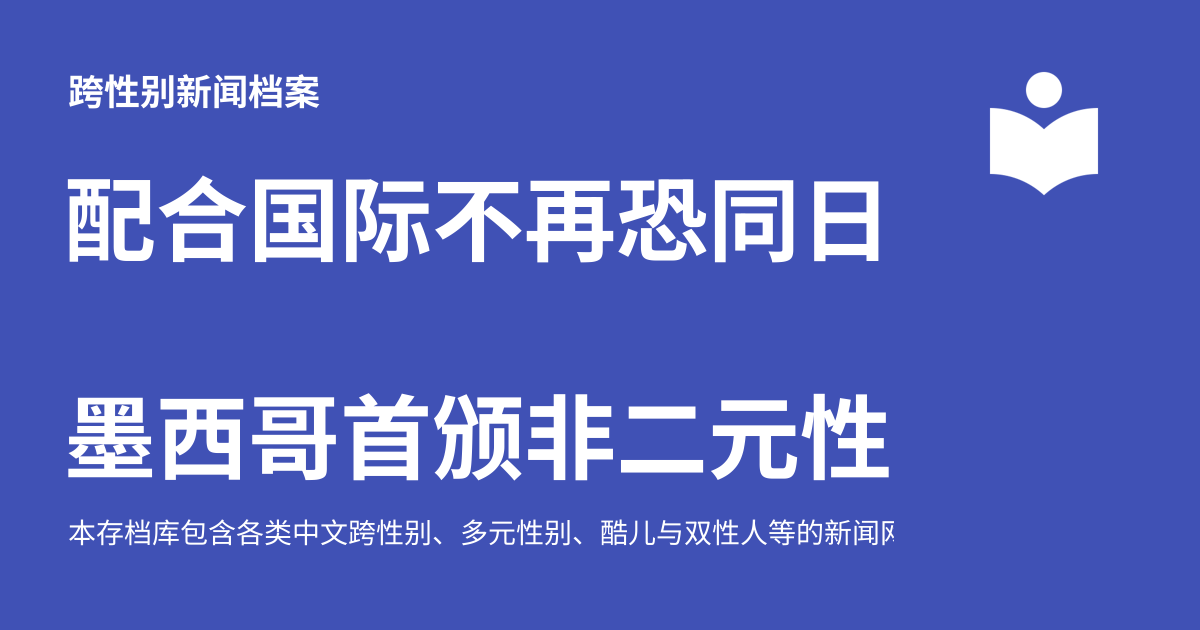 跨性别新闻档案
配合国际不再恐同日
墨西哥首颁非二元性
本存档库包含各类中文跨性别、多元性别、酷儿与双性人等的新闻网